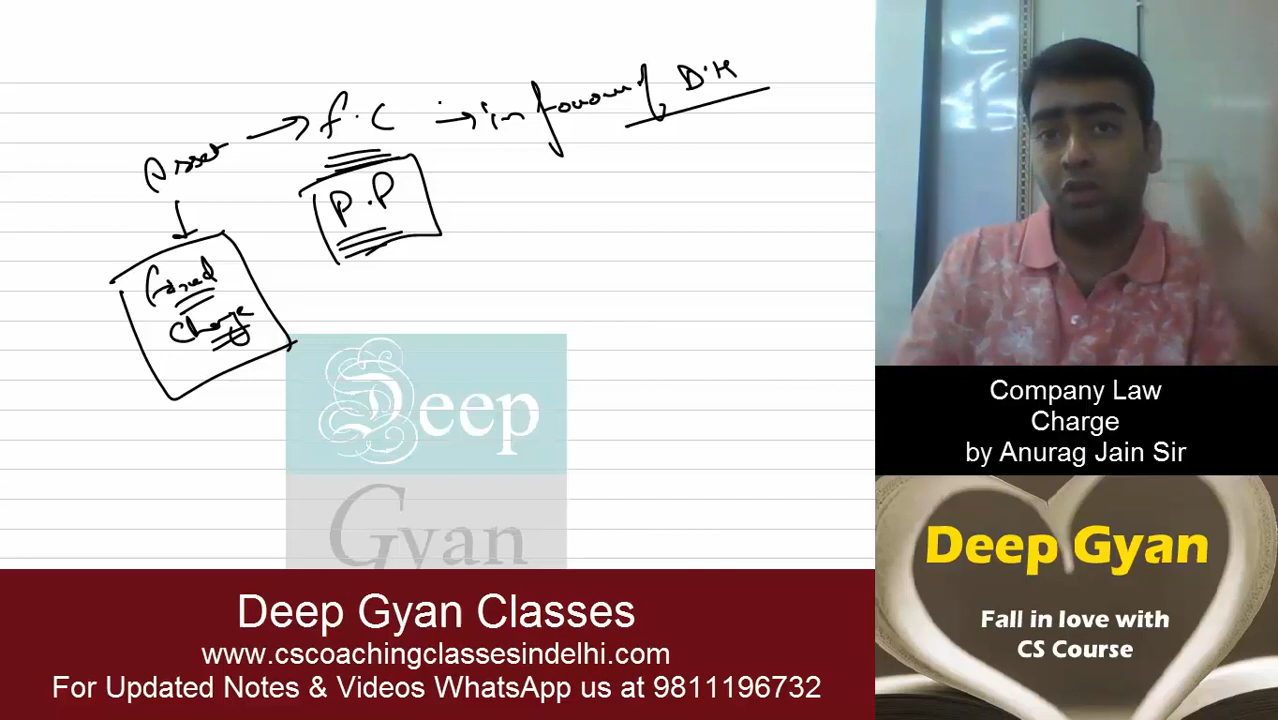 Asset → f.C → in favour of D.H
P.P
fixed
charge
Deep
Gyan
Company Law
Charge
by Anurag Jain Sir
Deep Gyan
Fall in love with
CS Course
Deep Gyan Classes
www.cscoachingclassesindelhi.com
For Updated Notes & Videos WhatsApp us at 9811196732